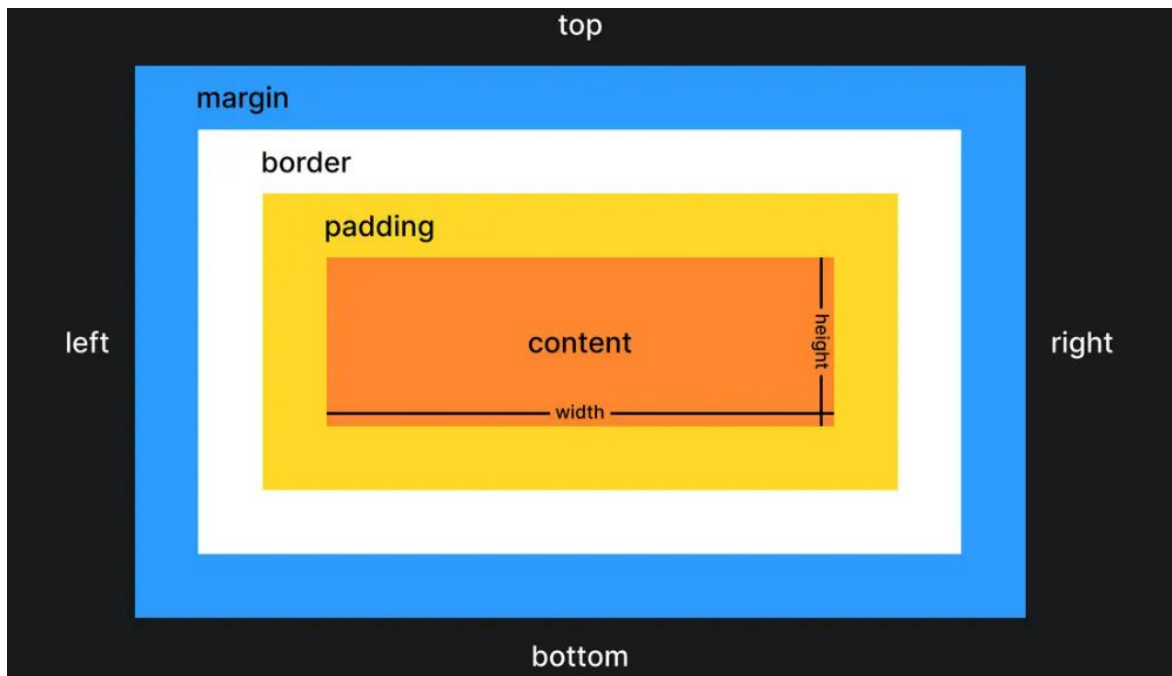 top
margin
border
padding
left
content
height
right
width
bottom